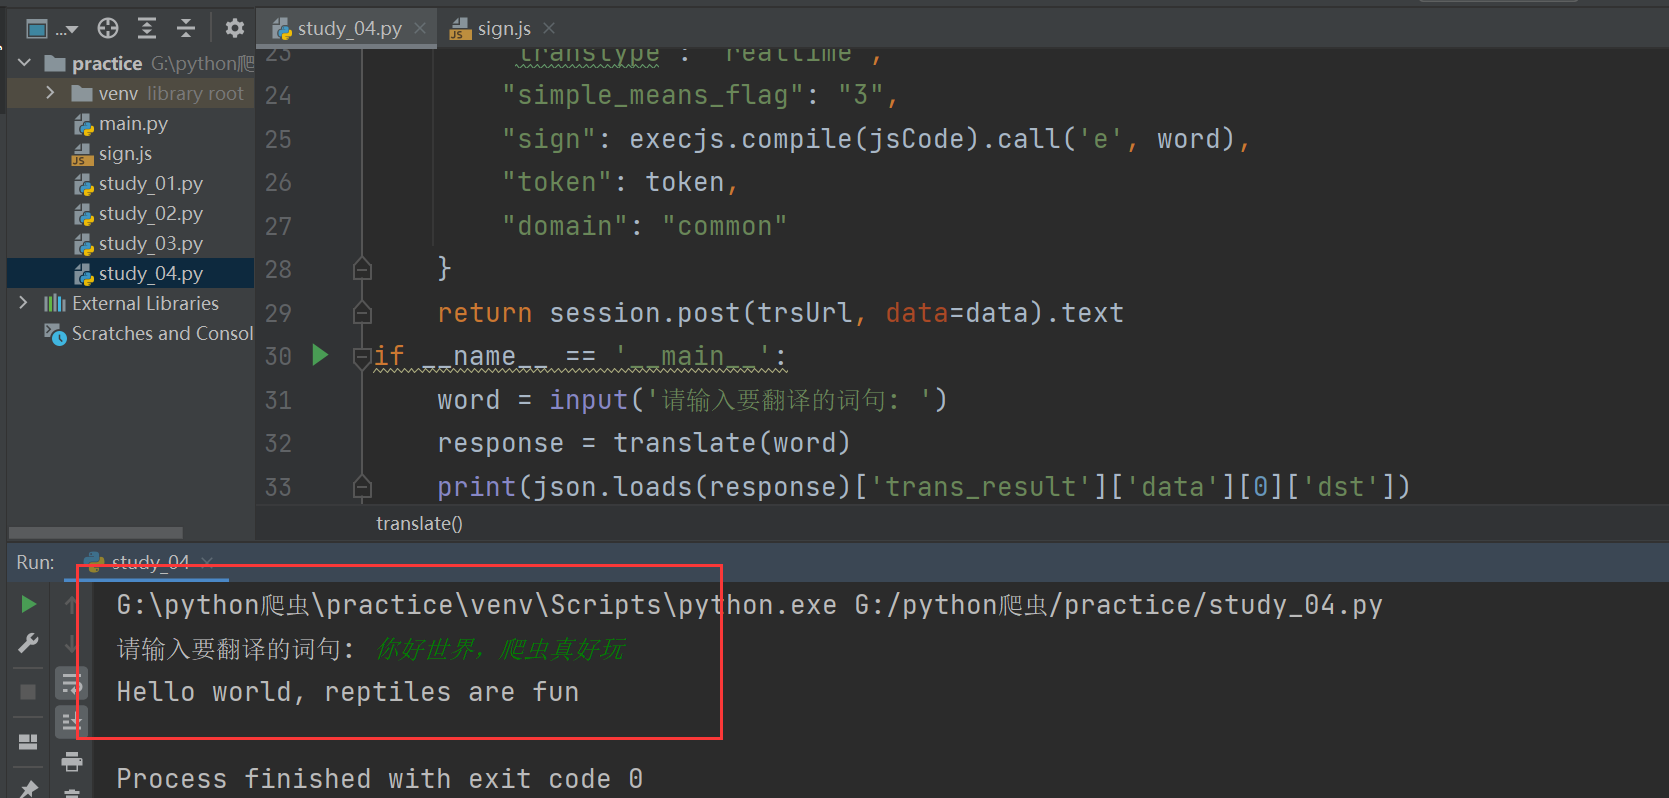 study_04.py
sign.js
practice G:\python爬
venv library root
main.py
sign.js
study_01.py
study_02.py
study_03.py
study_04.py
External Libraries
Scratches and Consol
23 "transtype": "realtime",
24 "simple_means_flag": "3",
25 "sign": execjs.compile(jsCode).call('e', word),
26 "token": token,
27 "domain": "common"
28 }
29 return session.post(trsUrl, data=data).text
30 if __name__ == '__main__':
31 word = input('请输入要翻译的词句: ')
32 response = translate(word)
33 print(json.loads(response)['trans_result']['data'][0]['dst'])
translate()
Run: study_04
G:\python爬虫\practice\venv\Scripts\python.exe G:/python爬虫/practice/study_04.py
请输入要翻译的词句: 你好世界，爬虫真好玩
Hello world, reptiles are fun
Process finished with exit code 0